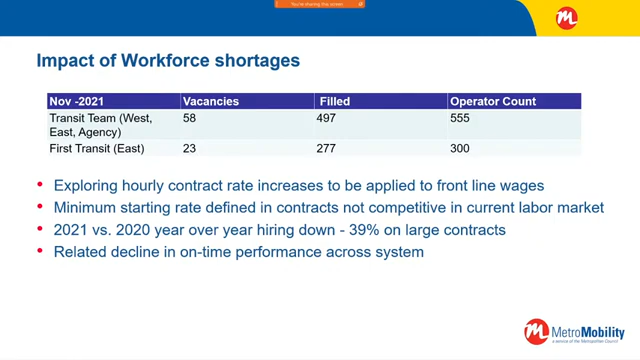 You're sharing this screen
Impact of Workforce shortages
Nov -2021 Vacancies Filled Operator Count
Transit Team (West, 58 497 555
East, Agency)
First Transit (East) 23 277 300
• Exploring hourly contract rate increases to be applied to front line wages
• Minimum starting rate defined in contracts not competitive in current labor market
• 2021 vs. 2020 year over year hiring down - 39% on large contracts
• Related decline in on-time performance across system
MetroMobility
a service of the Metropolitan Council